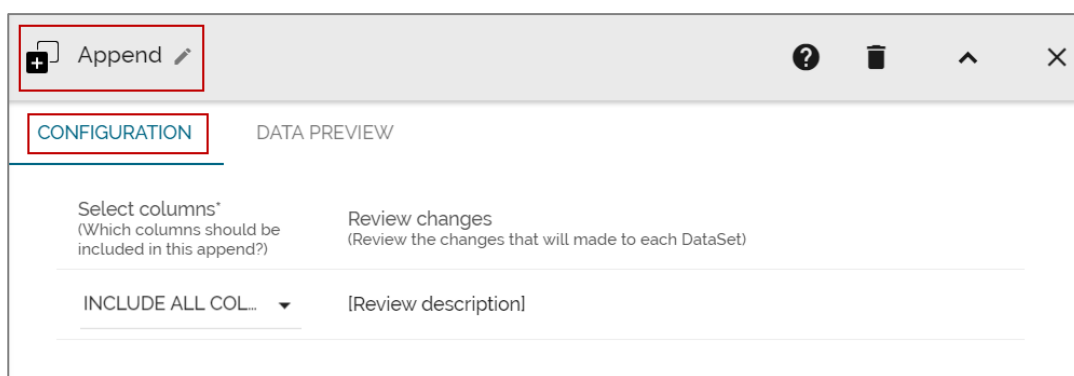 Append
CONFIGURATION
DATA PREVIEW
Select columns*
(Which columns should be
included in this append?)
Review changes
(Review the changes that will made to each DataSet)
INCLUDE ALL COL...
[Review description]